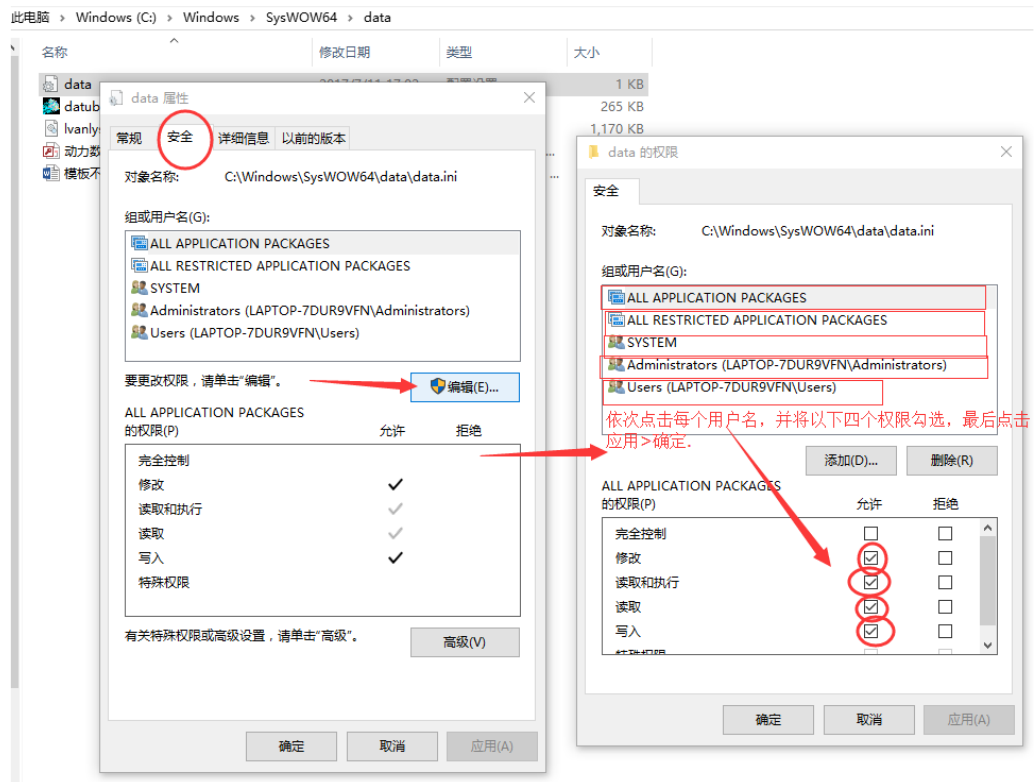 此电脑 > Windows (C:) > Windows > SysWOW64 > data
名称 修改日期 类型 大小
data 1 KB
datub 265 KB
lvanlys 1,170 KB
动力数 ...
模板不 ...
data 属性
常规 安全 详细信息 以前的版本
对象名称: C:\Windows\SysWOW64\data\data.ini
组或用户名(G):
ALL APPLICATION PACKAGES
ALL RESTRICTED APPLICATION PACKAGES
SYSTEM
Administrators (LAPTOP-7DUR9VFN\Administrators)
Users (LAPTOP-7DUR9VFN\Users)
要更改权限，请单击“编辑”。
编辑(E)...
ALL APPLICATION PACKAGES
的权限(P) 允许 拒绝
完全控制
修改
读取和执行
读取
写入
特殊权限
有关特殊权限或高级设置，请单击“高级”。
高级(V)
确定 取消 应用(A)
data 的权限
安全
对象名称: C:\Windows\SysWOW64\data\data.ini
组或用户名(G):
ALL APPLICATION PACKAGES
ALL RESTRICTED APPLICATION PACKAGES
SYSTEM
Administrators (LAPTOP-7DUR9VFN\Administrators)
Users (LAPTOP-7DUR9VFN\Users)
依次点击每个用户名，并将以下四个权限勾选，最后点击
应用>确定.
添加(D)... 删除(R)
ALL APPLICATION PACKAGES
的权限(P) 允许 拒绝
完全控制
修改
读取和执行
读取
写入
特殊权限
确定 取消 应用(A)